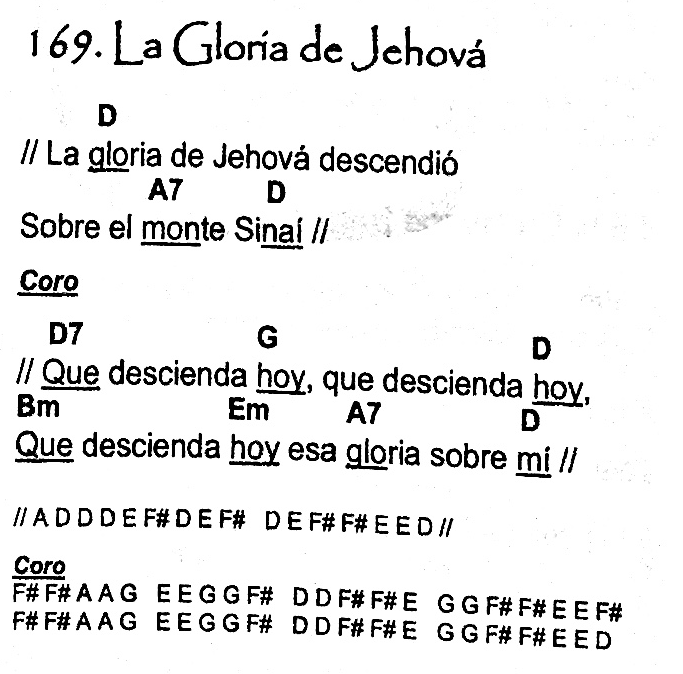 169. La Gloria de Jehová
D
// La gloria de Jehová descendió
A7 D
Sobre el monte Sinaí //
Coro
D7 G D
// Que descienda hoy, que descienda hoy,
Bm Em A7 D
Que descienda hoy esa gloria sobre mí //
// A D D D E F# D E F# D E F# F# E E D //
Coro
F# F# A A G E E G G F# D D F# F# E G G F# F# E E F#
F# F# A A G E E G G F# D D F# F# E G G F# F# E E D